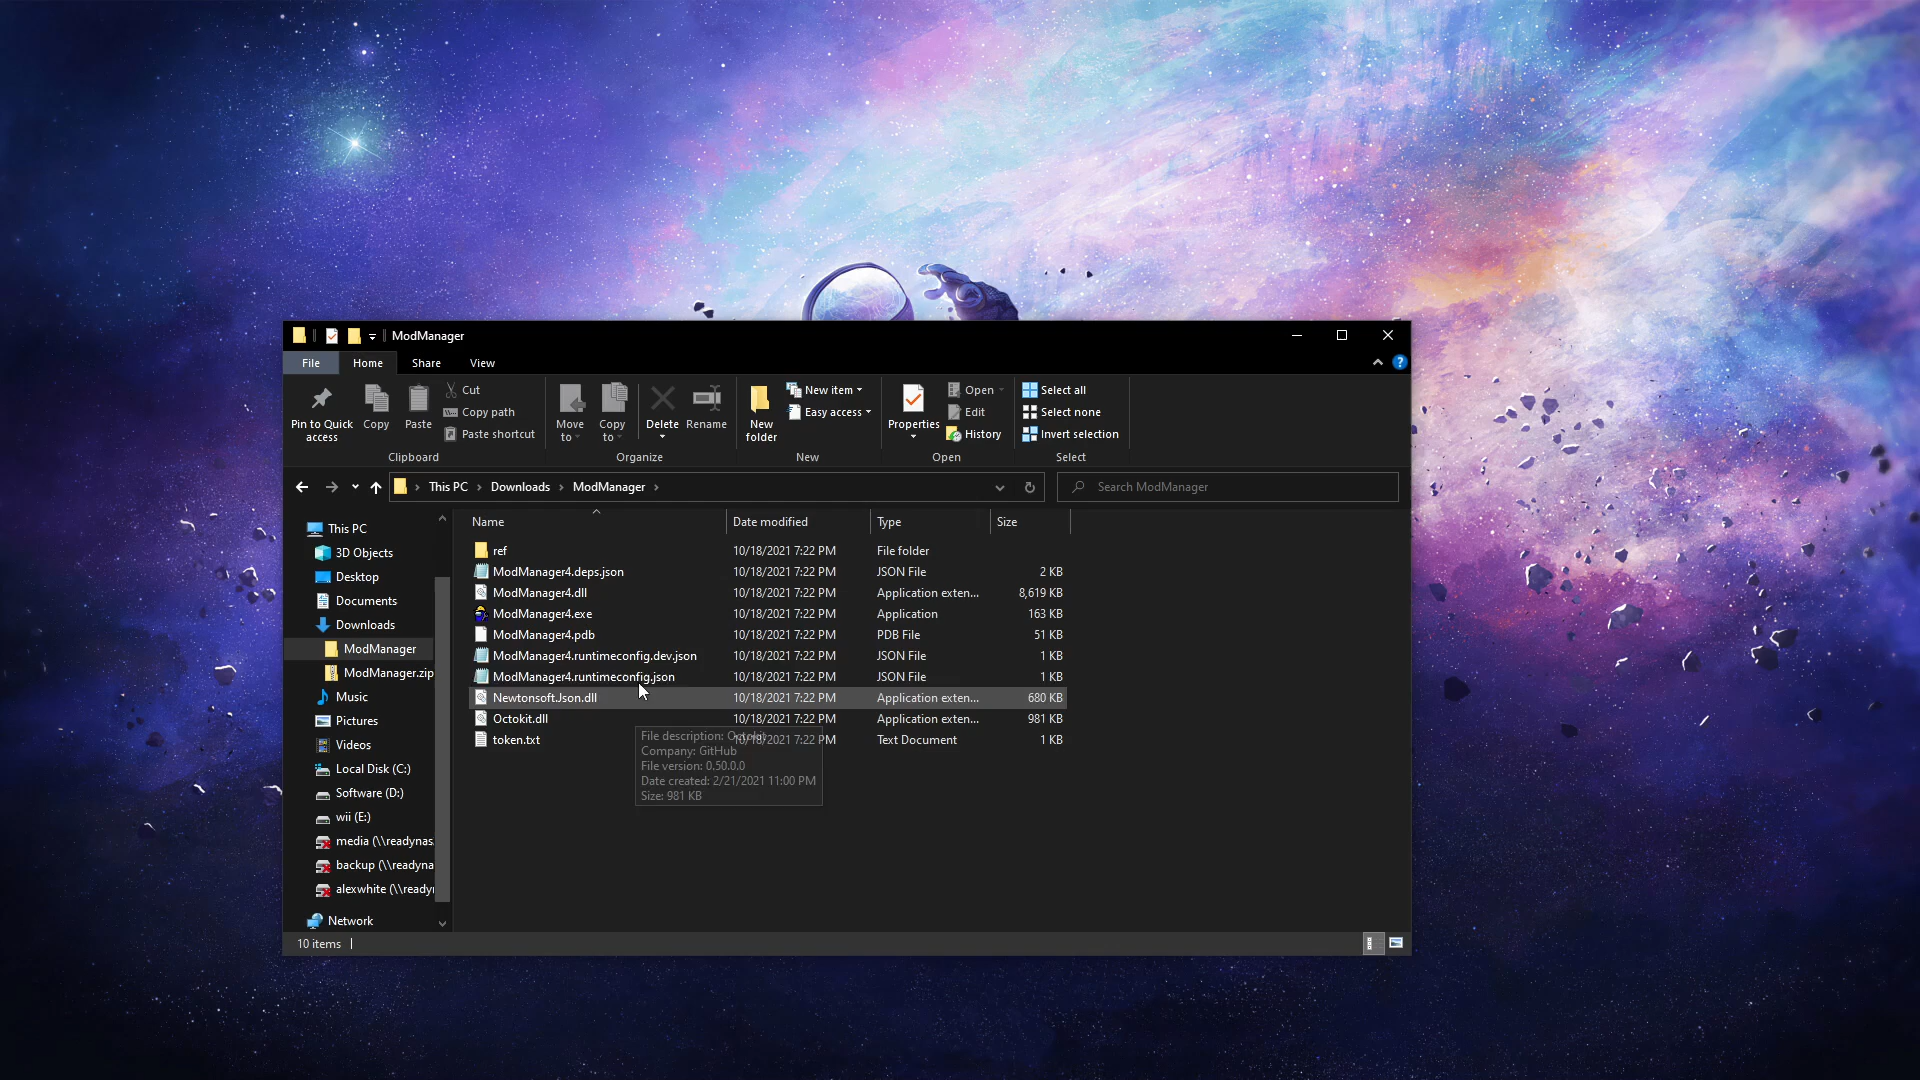 ModManager
File Home Share View
Pin to Quick access
Copy
Paste
Cut
Copy path
Paste shortcut
Clipboard
Move to
Copy to
Delete
Rename
Organize
New folder
New item
Easy access
New
Properties
Open
Edit
History
Open
Select all
Select none
Invert selection
Select
This PC > Downloads > ModManager >
Search ModManager
This PC
3D Objects
Desktop
Documents
Downloads
ModManager
ModManager.zip
Music
Pictures
Videos
Local Disk (C:)
Software (D:)
wii (E:)
media (\\readynas
backup (\\readyna
alexwhite (\\ready
Network
Name Date modified Type Size
ref 10/18/2021 7:22 PM File folder
ModManager4.deps.json 10/18/2021 7:22 PM JSON File 2 KB
ModManager4.dll 10/18/2021 7:22 PM Application exten... 8,619 KB
ModManager4.exe 10/18/2021 7:22 PM Application 163 KB
ModManager4.pdb 10/18/2021 7:22 PM PDB File 51 KB
ModManager4.runtimeconfig.dev.json 10/18/2021 7:22 PM JSON File 1 KB
ModManager4.runtimeconfig.json 10/18/2021 7:22 PM JSON File 1 KB
Newtonsoft.Json.dll 10/18/2021 7:22 PM Application exten... 680 KB
Octokit.dll 10/18/2021 7:22 PM Application exten... 981 KB
token.txt 10/18/2021 7:22 PM Text Document 1 KB
File description: Octokit
Company: GitHub
File version: 0.50.0.0
Date created: 2/21/2021 11:00 PM
Size: 981 KB
10 items